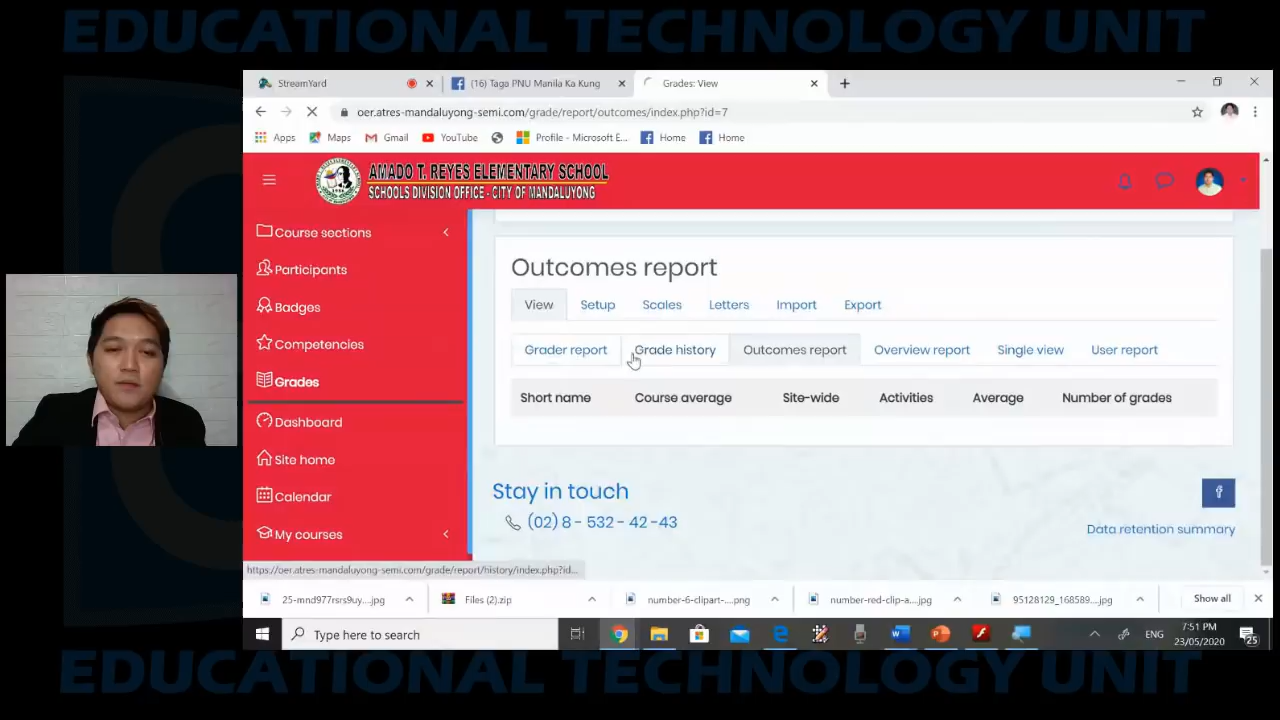 EDUCATIONAL TECHNOLOGY UNIT
StreamYard
(16) Taga PNU Manila Ka Kung
Grades: View
oer.atres-mandaluyong-semi.com/grade/report/outcomes/index.php?id=7
Apps
Maps
Gmail
YouTube
Profile - Microsoft E...
Home
Home
AMADO T. REYES ELEMENTARY SCHOOL
SCHOOLS DIVISION OFFICE - CITY OF MANDALUYONG
Course sections
Participants
Badges
Competencies
Grades
Dashboard
Site home
Calendar
My courses
Outcomes report
View Setup Scales Letters Import Export
Grader report Grade history Outcomes report Overview report Single view User report
Short name Course average Site-wide Activities Average Number of grades
Stay in touch
(02) 8 - 532 - 42 -43
Data retention summary
https://oer.atres-mandaluyong-semi.com/grade/report/history/index.php?id...
25-mnd977rsrs9uy....jpg
Files (2).zip
number-6-clipart-....png
number-red-clip-a....jpg
95128129_168589....jpg
Show all
Type here to search
ENG
7:51 PM
23/05/2020
25
EDUCATIONAL TECHNOLOGY UNIT